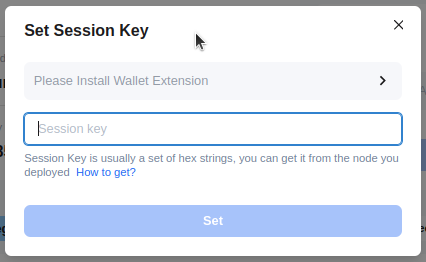 Set Session Key
Please Install Wallet Extension
Session key
Session Key is usually a set of hex strings, you can get it from the node you
deployed How to get?
Set